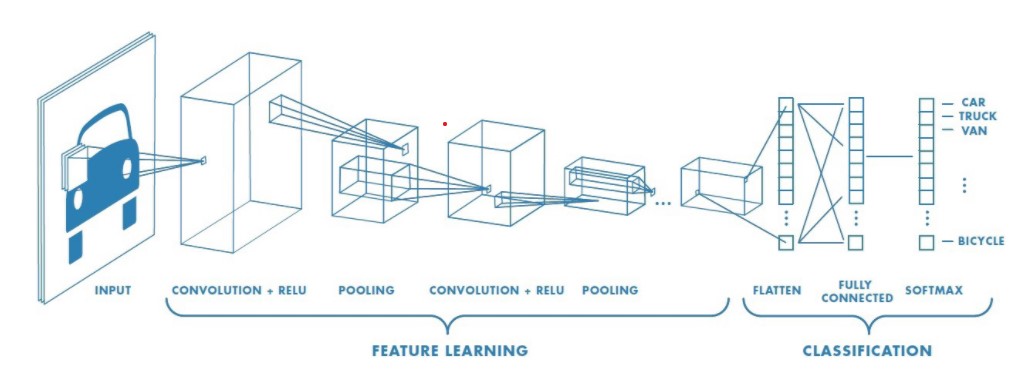 CAR
TRUCK
VAN
BICYCLE
INPUT
CONVOLUTION + RELU
POOLING
CONVOLUTION + RELU
POOLING
FLATTEN
FULLY
CONNECTED
SOFTMAX
FEATURE LEARNING
CLASSIFICATION